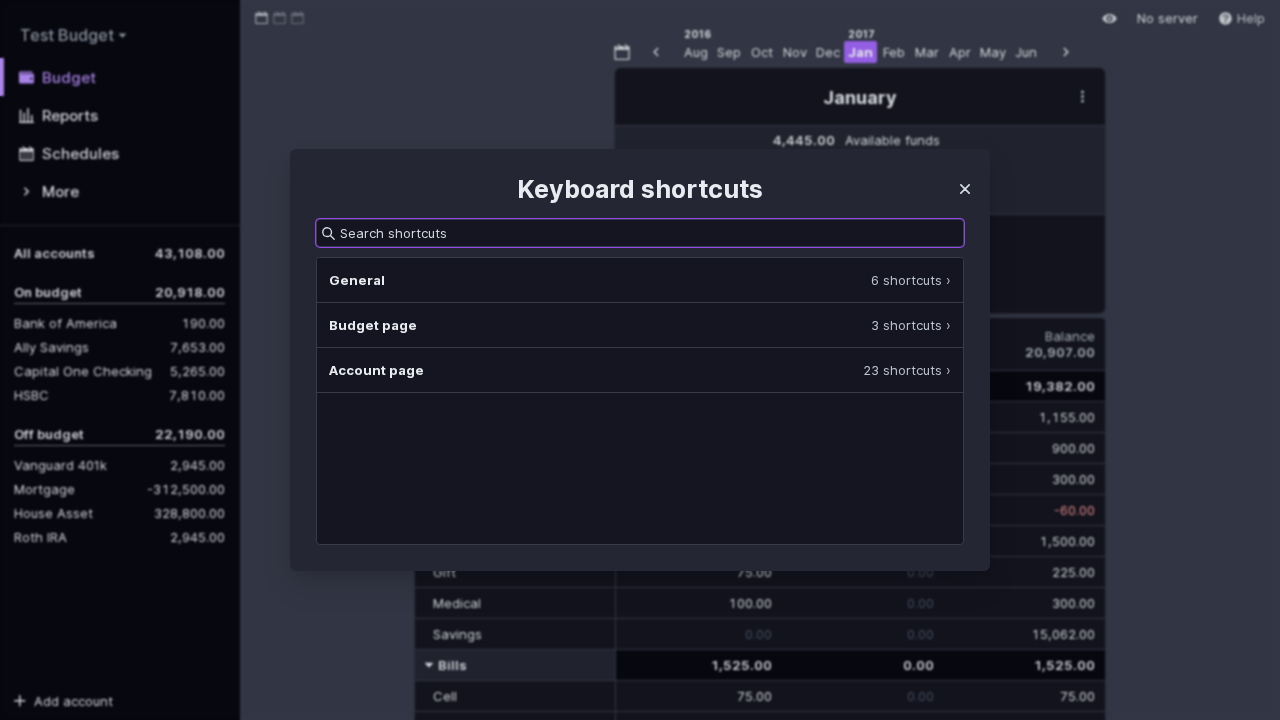 Test Budget
Budget
Reports
Schedules
More
All accounts 43,108.00
On budget 20,918.00
Bank of America 190.00
Ally Savings 7,653.00
Capital One Checking 5,265.00
HSBC 7,810.00
Off budget 22,190.00
Vanguard 401k 2,945.00
Mortgage -312,500.00
House Asset 328,800.00
Roth IRA 2,945.00
Add account
No server
Help
2016 2017
Aug Sep Oct Nov Dec Jan Feb Mar Apr May Jun
January
4,445.00 Available funds
Keyboard shortcuts
Search shortcuts
General 6 shortcuts ›
Budget page 3 shortcuts ›
Account page 23 shortcuts ›
Balance
20,907.00
19,382.00
1,155.00
900.00
300.00
-60.00
1,500.00
Gift 75.00 0.00 225.00
Medical 100.00 0.00 300.00
Savings 0.00 0.00 15,062.00
Bills 1,525.00 0.00 1,525.00
Cell 75.00 0.00 75.00